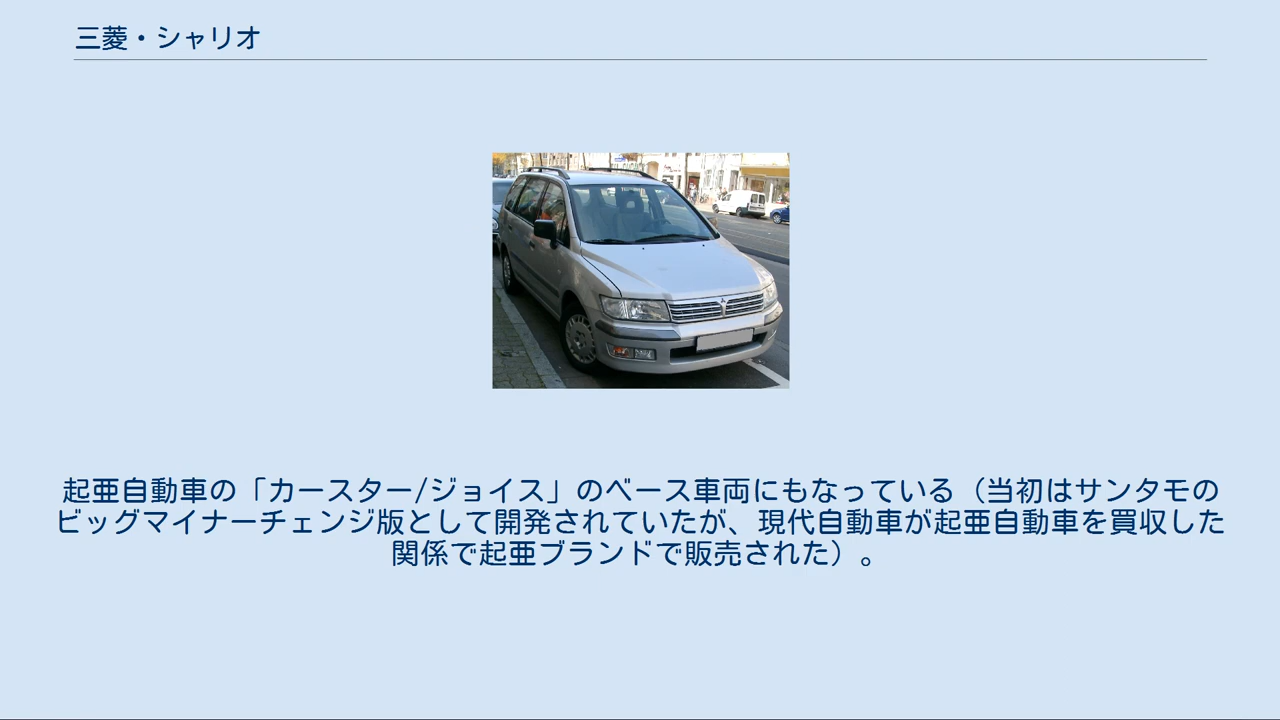 三菱・シャリオ
起亜自動車の「カースター/ジョイス」のベース車両にもなっている（当初はサンタモの
ビッグマイナーチェンジ版として開発されていたが、現代自動車が起亜自動車を買収した
関係で起亜ブランドで販売された）。